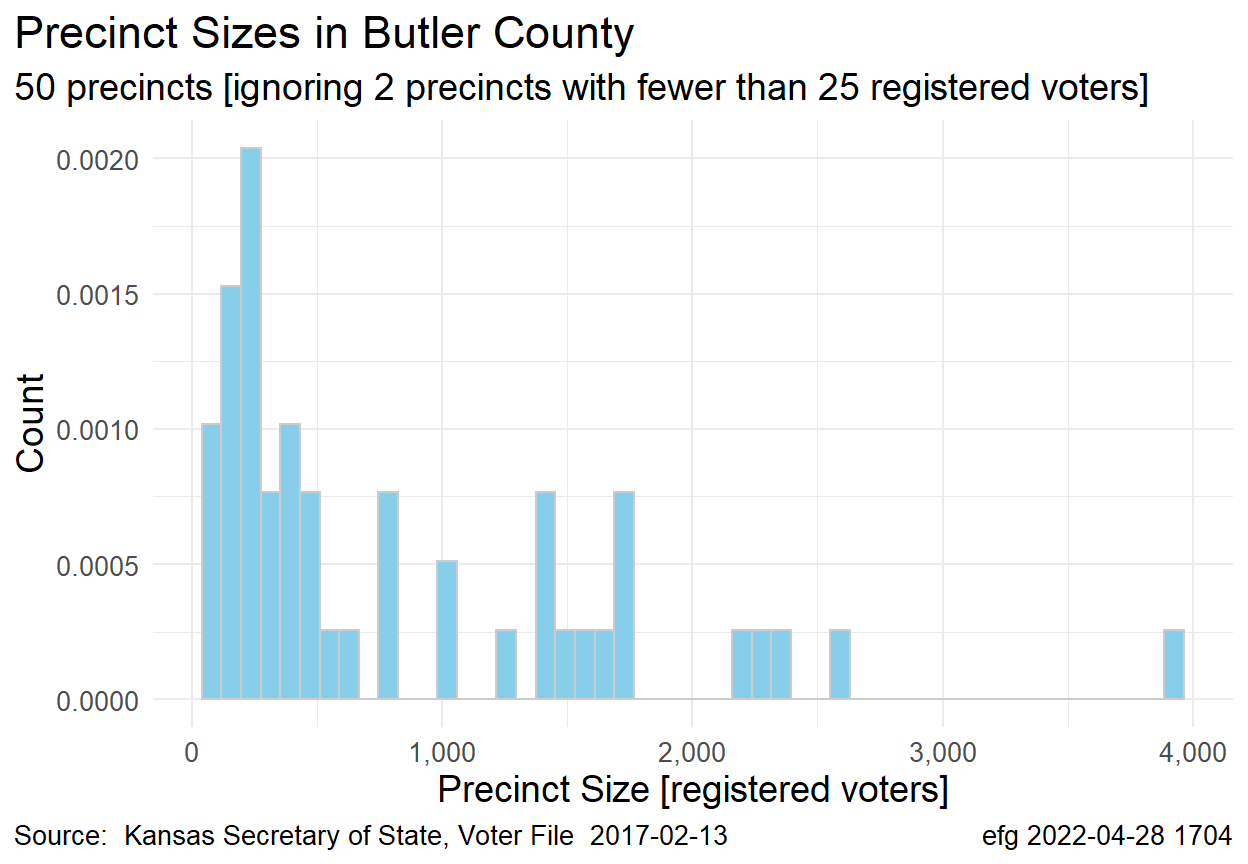 Precinct Sizes in Butler County
50 precincts [ignoring 2 precincts with fewer than 25 registered voters]
0.0020
0.0015
0.0010
0.0005
0.0000
Count
0 1,000 2,000 3,000 4,000
Precinct Size [registered voters]
Source:  Kansas Secretary of State, Voter File  2017-02-13
efg 2022-04-28 1704